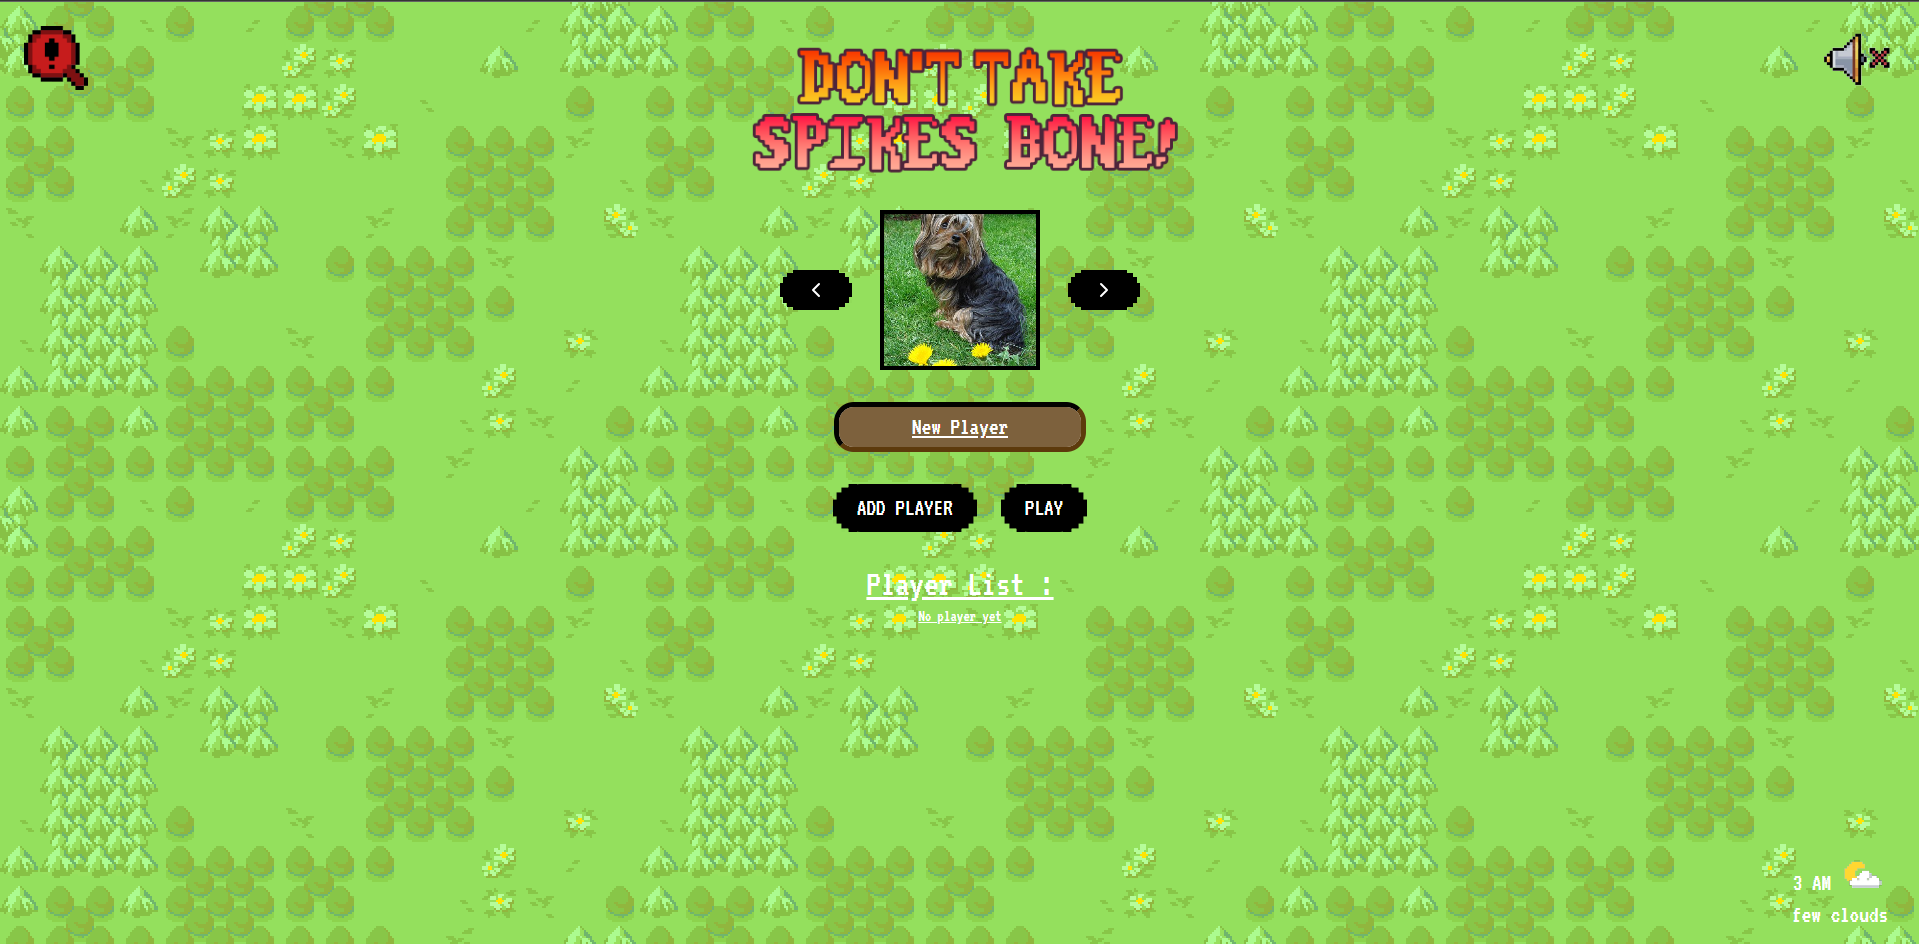 DON'T TAKE
SPIKES BONE!
<
>
New Player
ADD PLAYER
PLAY
Player List :
No player yet
3 AM
few clouds